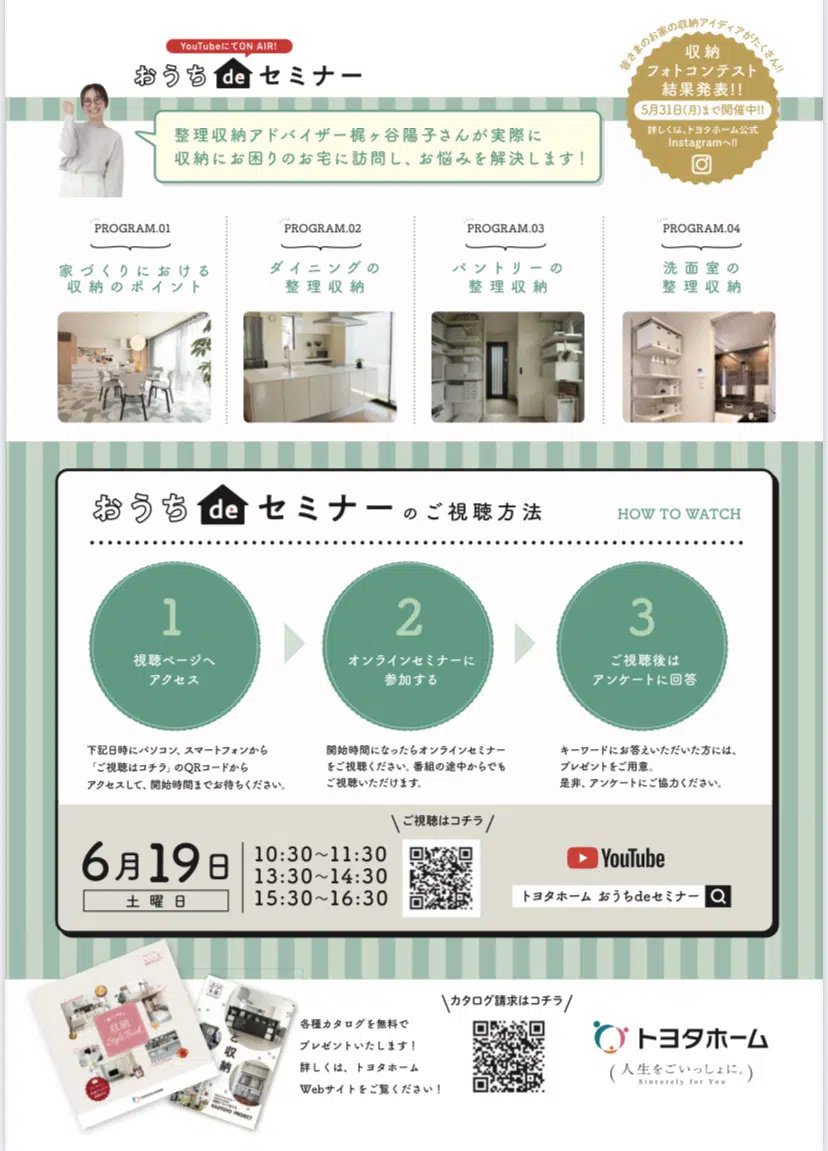 YouTubeにてON AIR!
おうちdeセミナー
皆さまのお家の収納アイディアがたくさん!!
収納
フォトコンテスト
結果発表!!
5月31日(月)まで開催中!!
詳しくは、トヨタホーム公式
Instagramへ!!
整理収納アドバイザー梶ヶ谷陽子さんが実際に
収納にお困りのお宅に訪問し、お悩みを解決します!
PROGRAM.01
家づくりにおける
収納のポイント
PROGRAM.02
ダイニングの
整理収納
PROGRAM.03
パントリーの
整理収納
PROGRAM.04
洗面室の
整理収納
おうちdeセミナーのご視聴方法
HOW TO WATCH
1
視聴ページへ
アクセス
下記日時にパソコン、スマートフォンから
「ご視聴はコチラ」のQRコードから
アクセスして、開始時間までお待ちください。
2
オンラインセミナーに
参加する
開始時間になったらオンラインセミナー
をご視聴ください。番組の途中からでも
ご視聴いただけます。
3
ご視聴後は
アンケートに回答
キーワードにお答えいただいた方には、
プレゼントをご用意。
是非、アンケートにご協力ください。
6月19日
土曜日
10:30~11:30
13:30~14:30
15:30~16:30
\ご視聴はコチラ/
YouTube
トヨタホーム おうちdeセミナー
収納
Style Book
と収納
各種カタログを無料で
プレゼントいたします!
詳しくは、トヨタホーム
Webサイトをご覧ください!
\カタログ請求はコチラ/
トヨタホーム
(人生をごいっしょに。)
Sincerely for You